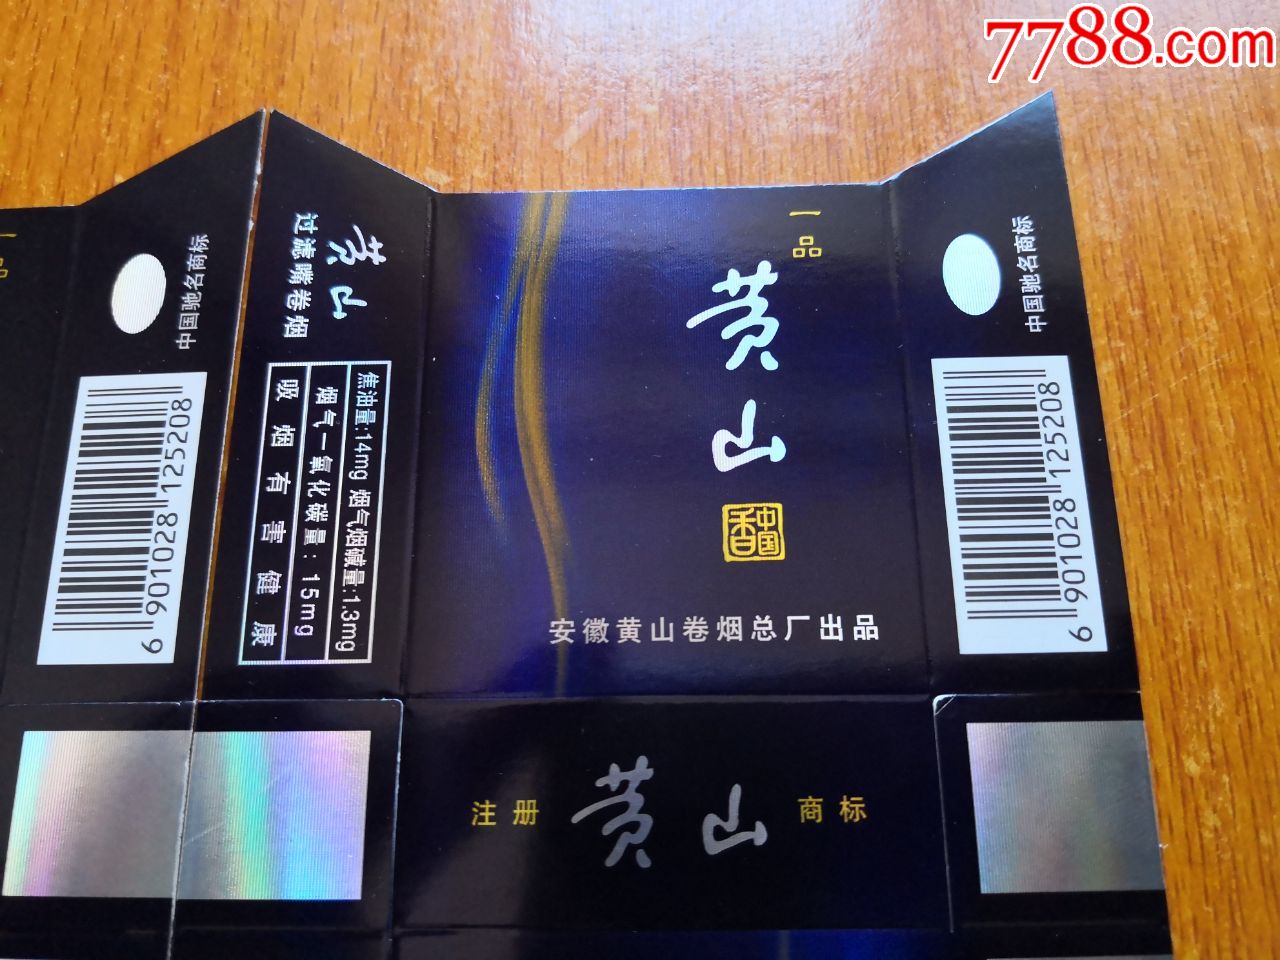 7788.com
一品
黄山
中国香
安徽黄山卷烟总厂出品
注册 黄山 商标
黄山
过滤嘴卷烟
焦油量:14mg 烟气烟碱量:1.3mg
烟气一氧化碳量:15mg
吸烟有害健康
中国驰名商标
6 901028 125208
中国驰名商标
6 901028 125208
一品